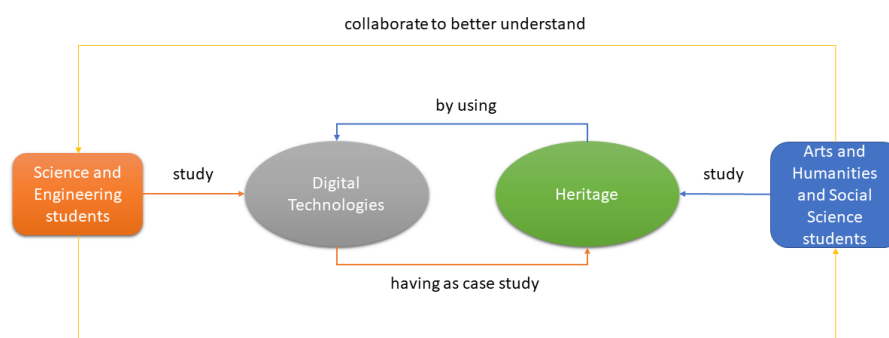 collaborate to better understand
by using
Science and
Engineering
students
study
Digital
Technologies
Heritage
study
Arts and
Humanities
and Social
Science
students
having as case study